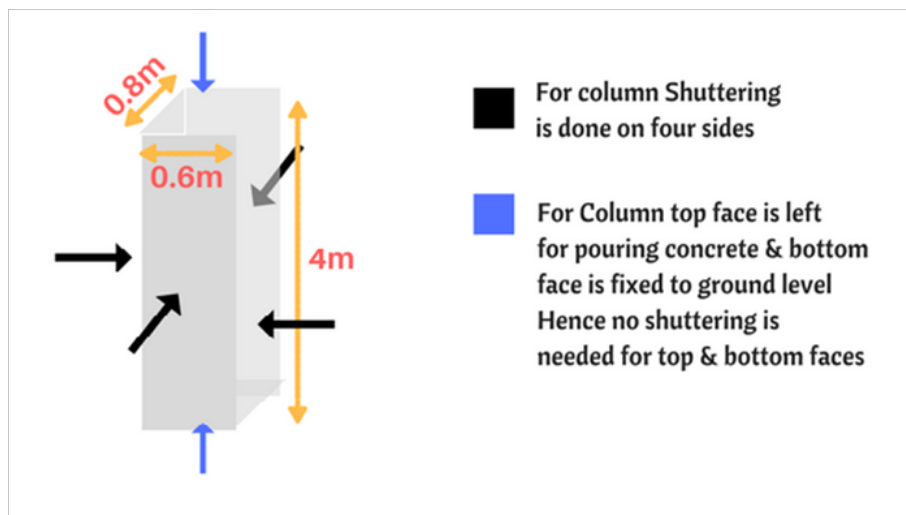 0.8m
0.6m
4m
For column Shuttering
is done on four sides
For Column top face is left
for pouring concrete & bottom
face is fixed to ground level
Hence no shuttering is
needed for top & bottom faces